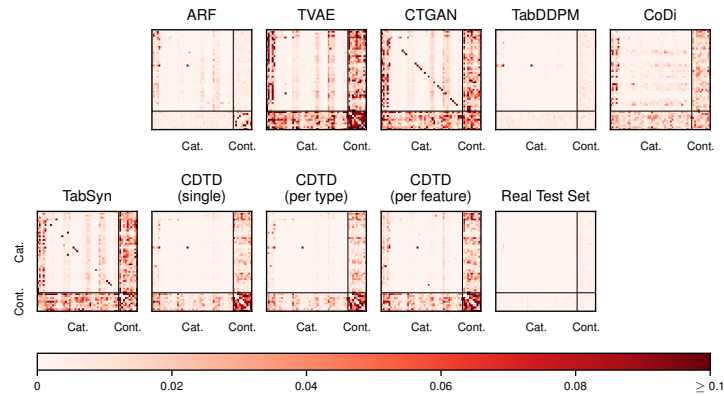 ARF TVAE CTGAN TabDDPM CoDi
Cat. Cont. Cat. Cont. Cat. Cont. Cat. Cont. Cat. Cont.
TabSyn CDTD (single) CDTD (per type) CDTD (per feature) Real Test Set
Cat.
Cont.
Cat. Cont. Cat. Cont. Cat. Cont. Cat. Cont. Cat. Cont.
0 0.02 0.04 0.06 0.08 ≥ 0.1